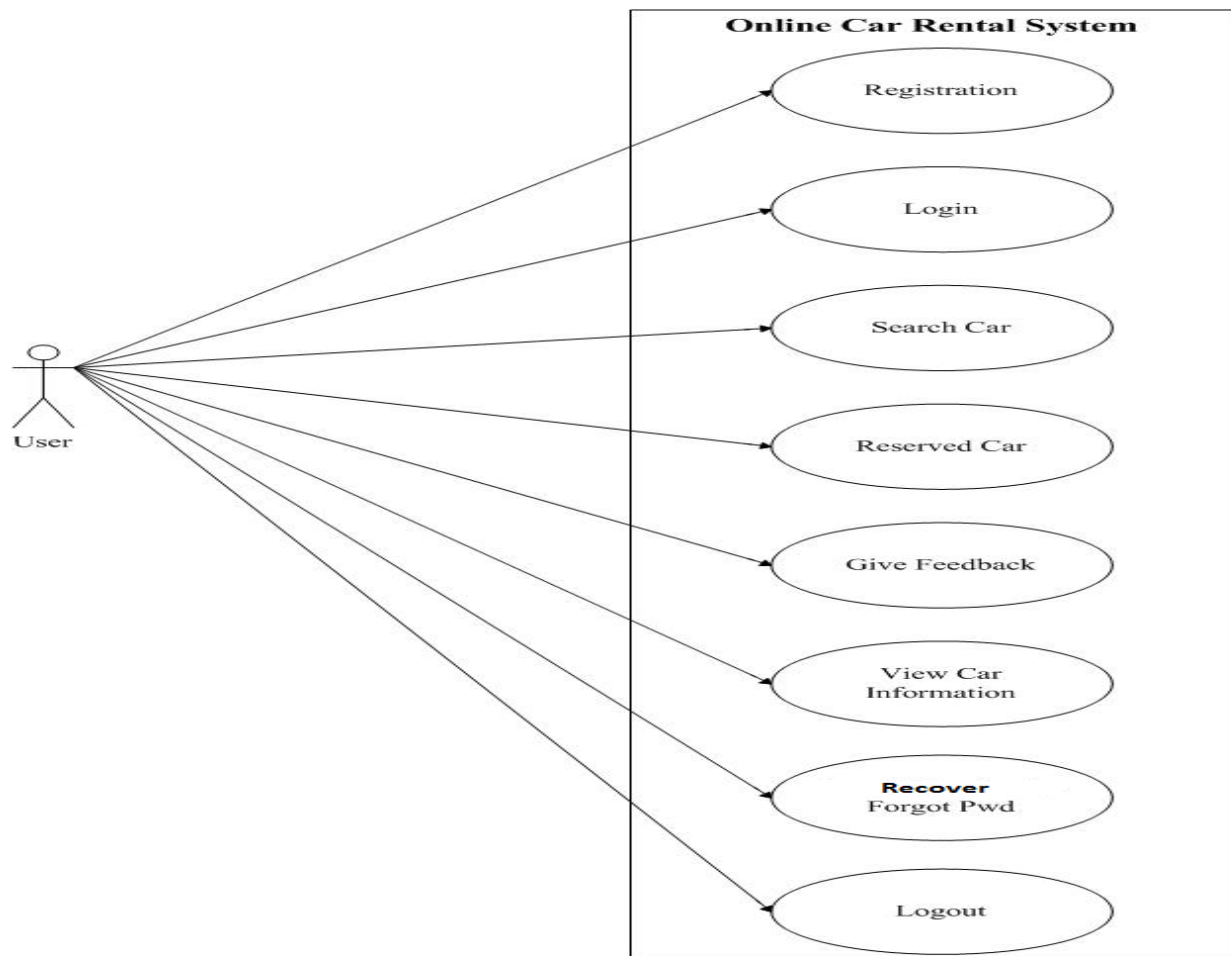 Online Car Rental System
Registration
Login
Search Car
Reserved Car
Give Feedback
View Car
Information
Recover
Forgot Pwd
Logout
User